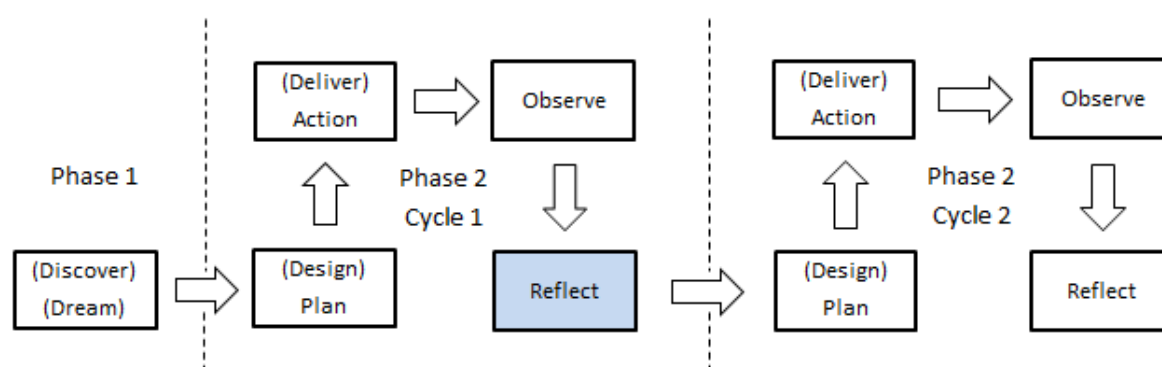 Phase 1
(Discover)
(Dream)
(Deliver)
Action
Observe
Phase 2
Cycle 1
(Design)
Plan
Reflect
(Deliver)
Action
Observe
Phase 2
Cycle 2
(Design)
Plan
Reflect